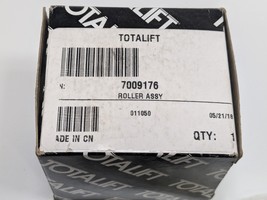 TOTALIFT
TOTALIFT
N: 7009176
ROLLER ASSY
011050 05/21/18
ADE IN CN QTY: 1
TOTALIFT